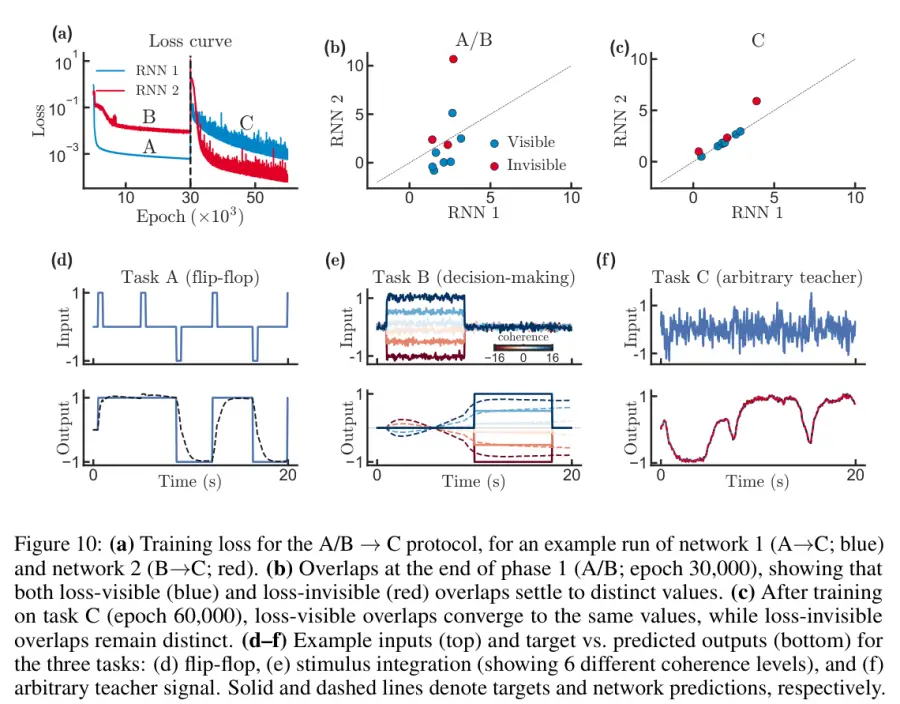 (a)
Loss curve
10¹
10⁻¹
10⁻³
Loss
RNN 1
RNN 2
B
A
C
10
30
50
Epoch (×10³)
(b)
A/B
10
5
0
RNN 2
Visible
Invisible
0
5
10
RNN 1
(c)
C
10
5
0
RNN 2
0
5
10
RNN 1
(d)
Task A (flip-flop)
1
−1
Input
1
−1
Output
0
20
Time (s)
(e)
Task B (decision-making)
1
−1
Input
coherence
−16 0 16
1
−1
Output
0
20
Time (s)
(f)
Task C (arbitrary teacher)
1
−1
Input
1
−1
Output
0
20
Time (s)
Figure 10: (a) Training loss for the A/B → C protocol, for an example run of network 1 (A→C; blue)
and network 2 (B→C; red). (b) Overlaps at the end of phase 1 (A/B; epoch 30,000), showing that
both loss-visible (blue) and loss-invisible (red) overlaps settle to distinct values. (c) After training
on task C (epoch 60,000), loss-visible overlaps converge to the same values, while loss-invisible
overlaps remain distinct. (d–f) Example inputs (top) and target vs. predicted outputs (bottom) for
the three tasks: (d) flip-flop, (e) stimulus integration (showing 6 different coherence levels), and (f)
arbitrary teacher signal. Solid and dashed lines denote targets and network predictions, respectively.